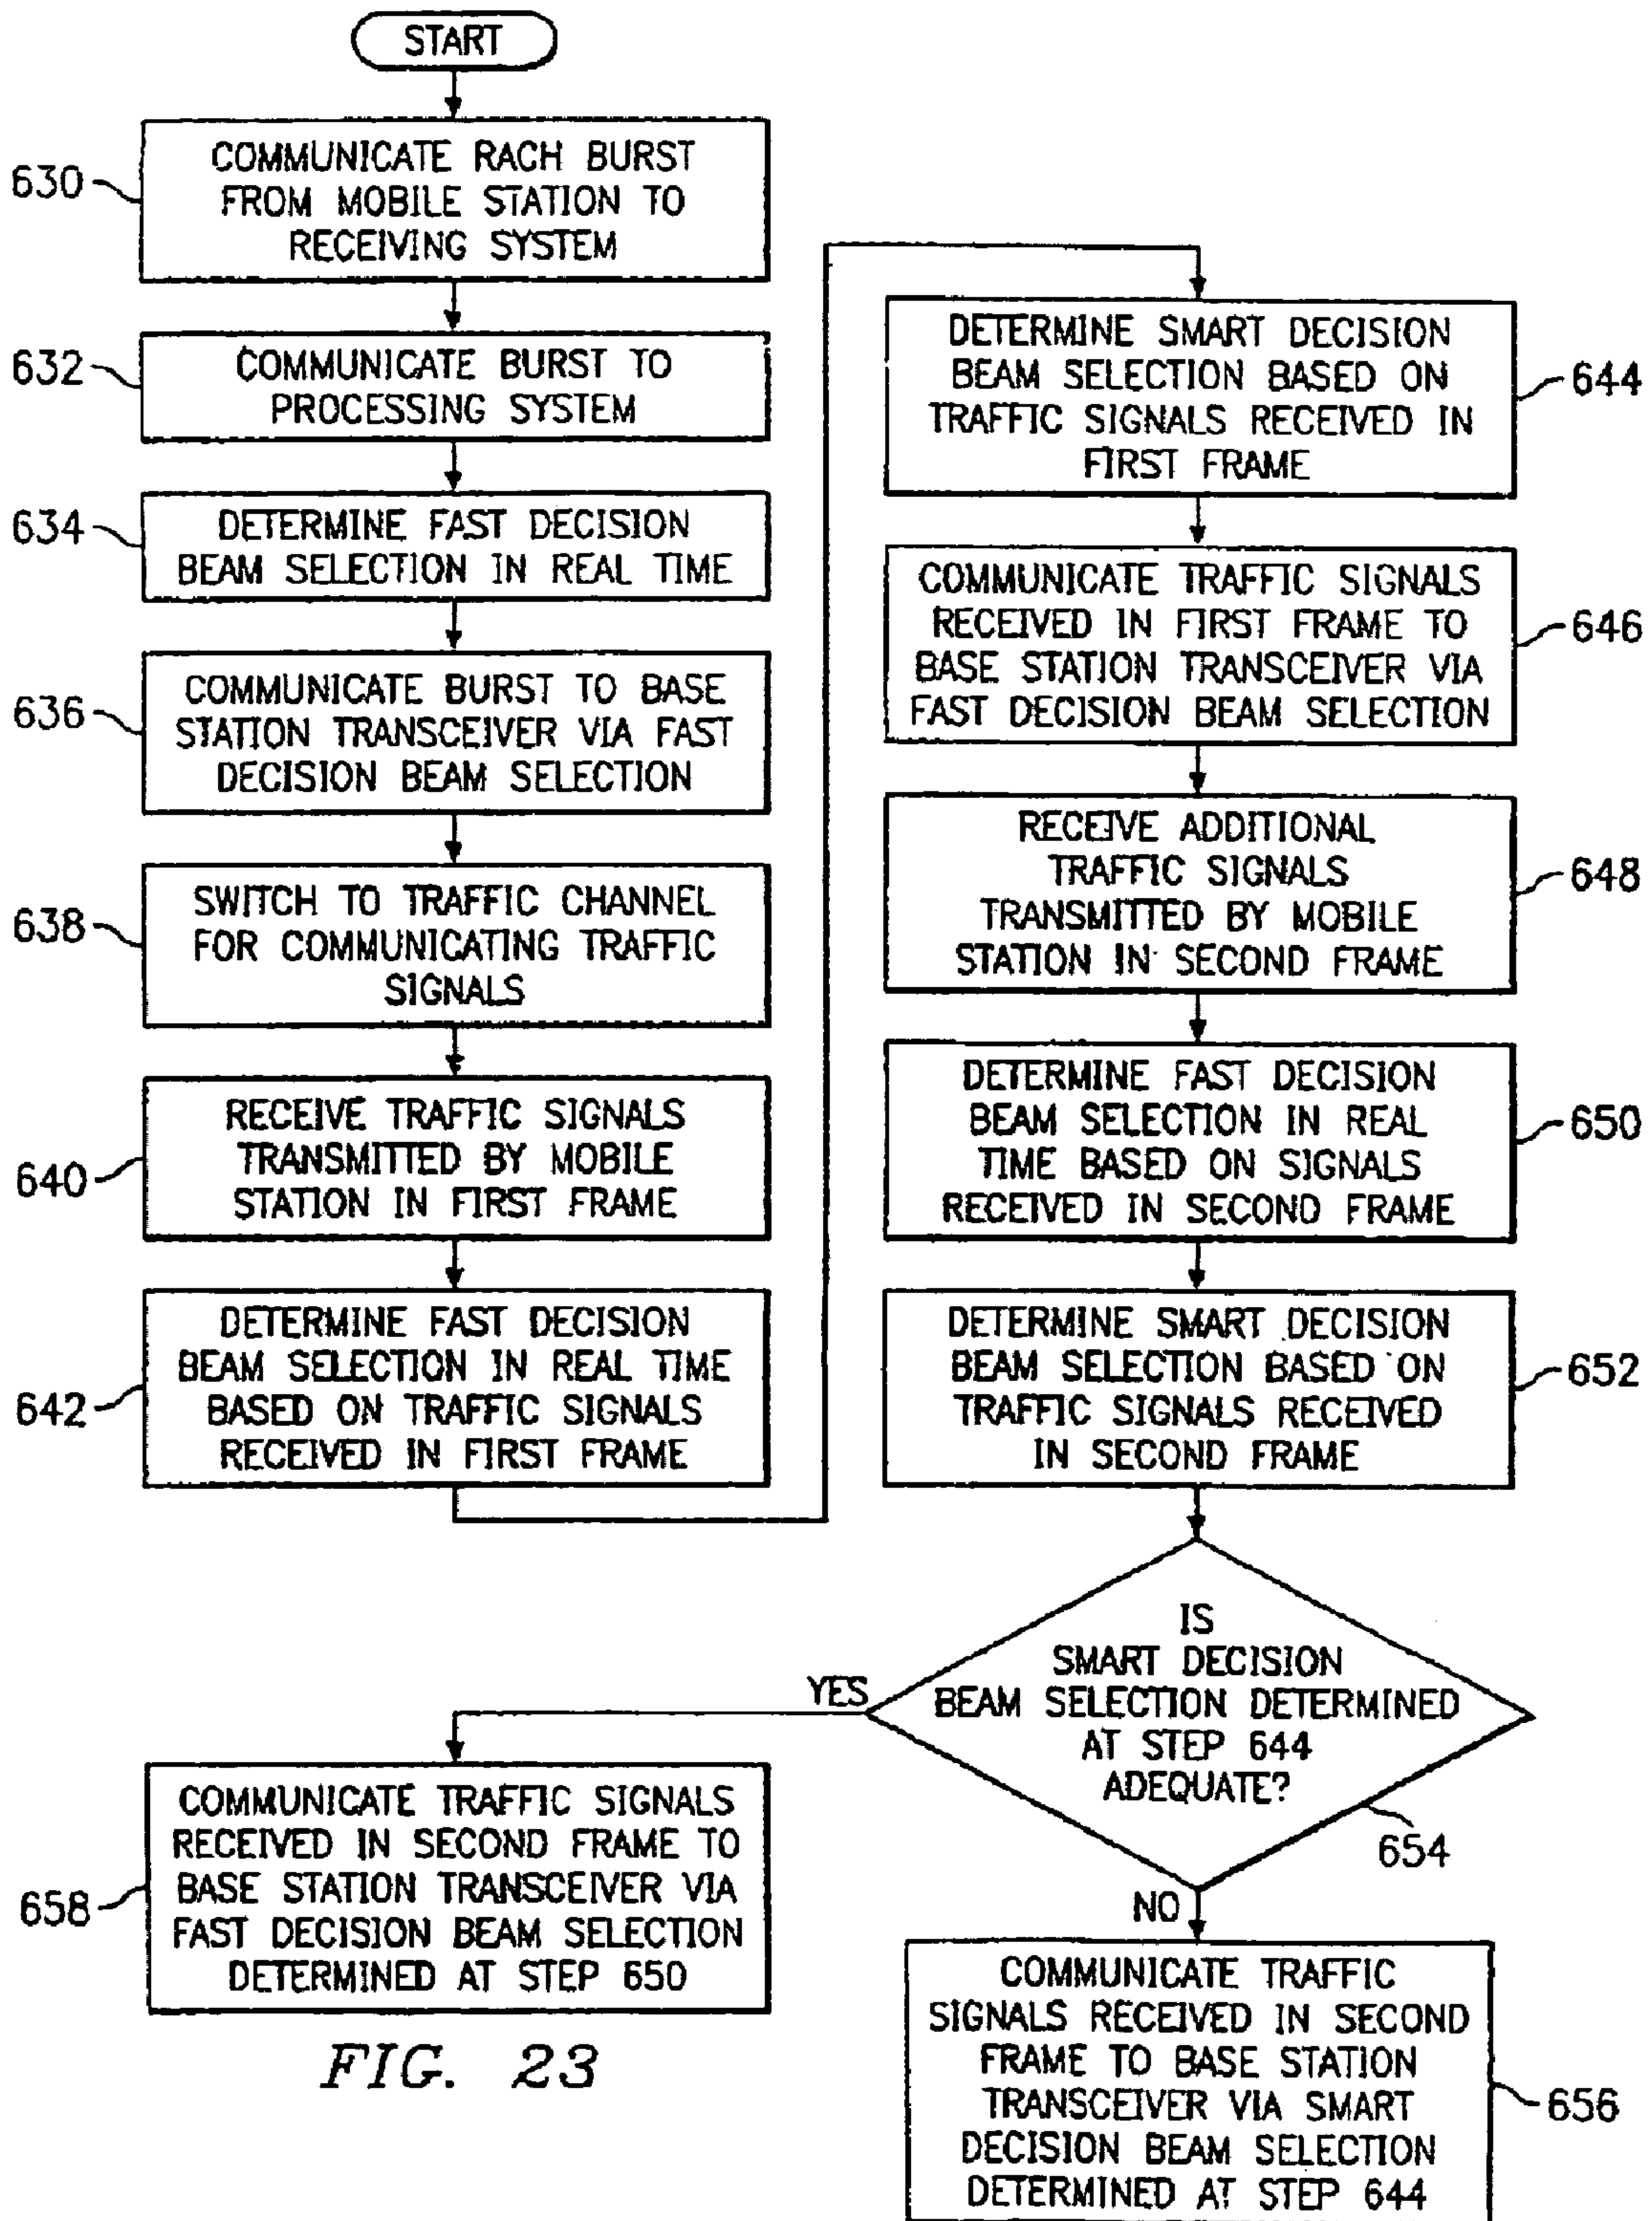 START
630
COMMUNICATE RACH BURST
FROM MOBILE STATION TO
RECEIVING SYSTEM
632
COMMUNICATE BURST TO
PROCESSING SYSTEM
634
DETERMINE FAST DECISION
BEAM SELECTION IN REAL TIME
636
COMMUNICATE BURST TO BASE
STATION TRANSCEIVER VIA FAST
DECISION BEAM SELECTION
638
SWITCH TO TRAFFIC CHANNEL
FOR COMMUNICATING TRAFFIC
SIGNALS
640
RECEIVE TRAFFIC SIGNALS
TRANSMITTED BY MOBILE
STATION IN FIRST FRAME
642
DETERMINE FAST DECISION
BEAM SELECTION IN REAL TIME
BASED ON TRAFFIC SIGNALS
RECEIVED IN FIRST FRAME
DETERMINE SMART DECISION
BEAM SELECTION BASED ON
TRAFFIC SIGNALS RECEIVED IN
FIRST FRAME
644
COMMUNICATE TRAFFIC SIGNALS
RECEIVED IN FIRST FRAME TO
BASE STATION TRANSCEIVER VIA
FAST DECISION BEAM SELECTION
646
RECEIVE ADDITIONAL
TRAFFIC SIGNALS
TRANSMITTED BY MOBILE
STATION IN SECOND FRAME
648
DETERMINE FAST DECISION
BEAM SELECTION IN REAL
TIME BASED ON SIGNALS
RECEIVED IN SECOND FRAME
650
DETERMINE SMART DECISION
BEAM SELECTION BASED ON
TRAFFIC SIGNALS RECEIVED
IN SECOND FRAME
652
IS
SMART DECISION
BEAM SELECTION DETERMINED
AT STEP 644
ADEQUATE?
654
YES
658
COMMUNICATE TRAFFIC SIGNALS
RECEIVED IN SECOND FRAME TO
BASE STATION TRANSCEIVER VIA
FAST DECISION BEAM SELECTION
DETERMINED AT STEP 650
NO
COMMUNICATE TRAFFIC
SIGNALS RECEIVED IN SECOND
FRAME TO BASE STATION
TRANSCEIVER VIA SMART
DECISION BEAM SELECTION
DETERMINED AT STEP 644
656
FIG. 23